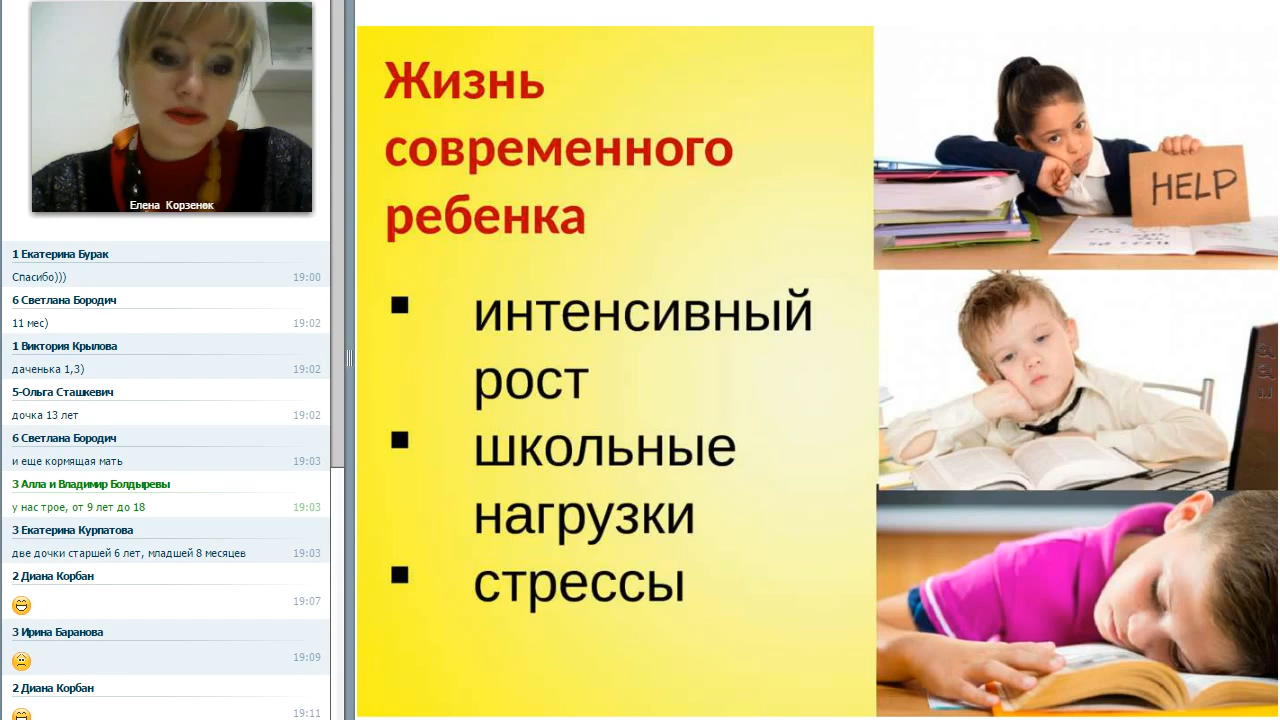 Елена Корзенок
1 Екатерина Бурак
Спасибо)))
19:00
6 Светлана Бородич
11 мес)
19:02
1 Виктория Крылова
даченька 1,3)
19:02
5-Ольга Сташкевич
дочка 13 лет
19:02
6 Светлана Бородич
и еще кормящая мать
19:03
3 Алла и Владимир Болдыревы
у нас трое, от 9 лет до 18
19:03
3 Екатерина Курпатова
две дочки старшей 6 лет, младшей 8 месяцев
19:03
2 Диана Корбан
19:07
3 Ирина Баранова
19:09
2 Диана Корбан
19:11
Жизнь
современного
ребенка
▪ интенсивный
рост
▪ школьные
нагрузки
▪ стрессы
HELP